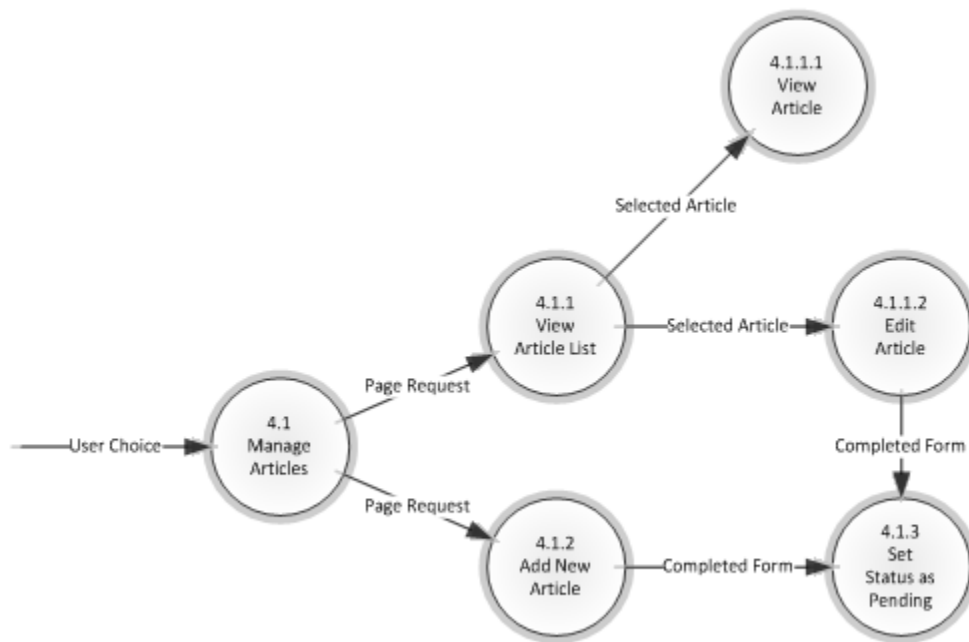 4.1.1.1
View
Article
Selected Article
4.1.1
View
Article List
Selected Article
4.1.1.2
Edit
Article
Page Request
User Choice
4.1
Manage
Articles
Completed Form
Page Request
4.1.2
Add New
Article
Completed Form
4.1.3
Set
Status as
Pending